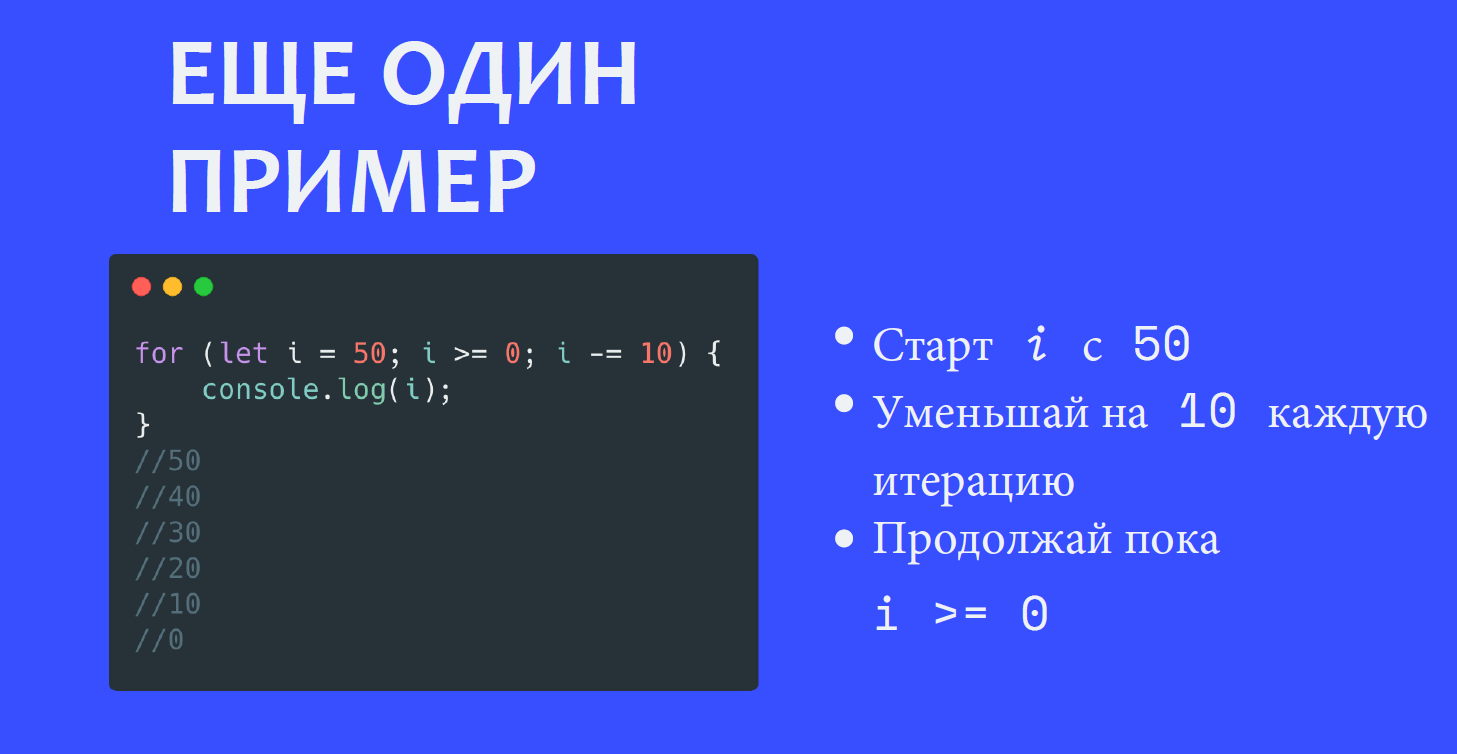 ЕЩЕ ОДИН
ПРИМЕР
for (let i = 50; i >= 0; i -= 10) {
    console.log(i);
}
//50
//40
//30
//20
//10
//0
Старт i с 50
Уменьшай на 10 каждую
итерацию
Продолжай пока
i >= 0